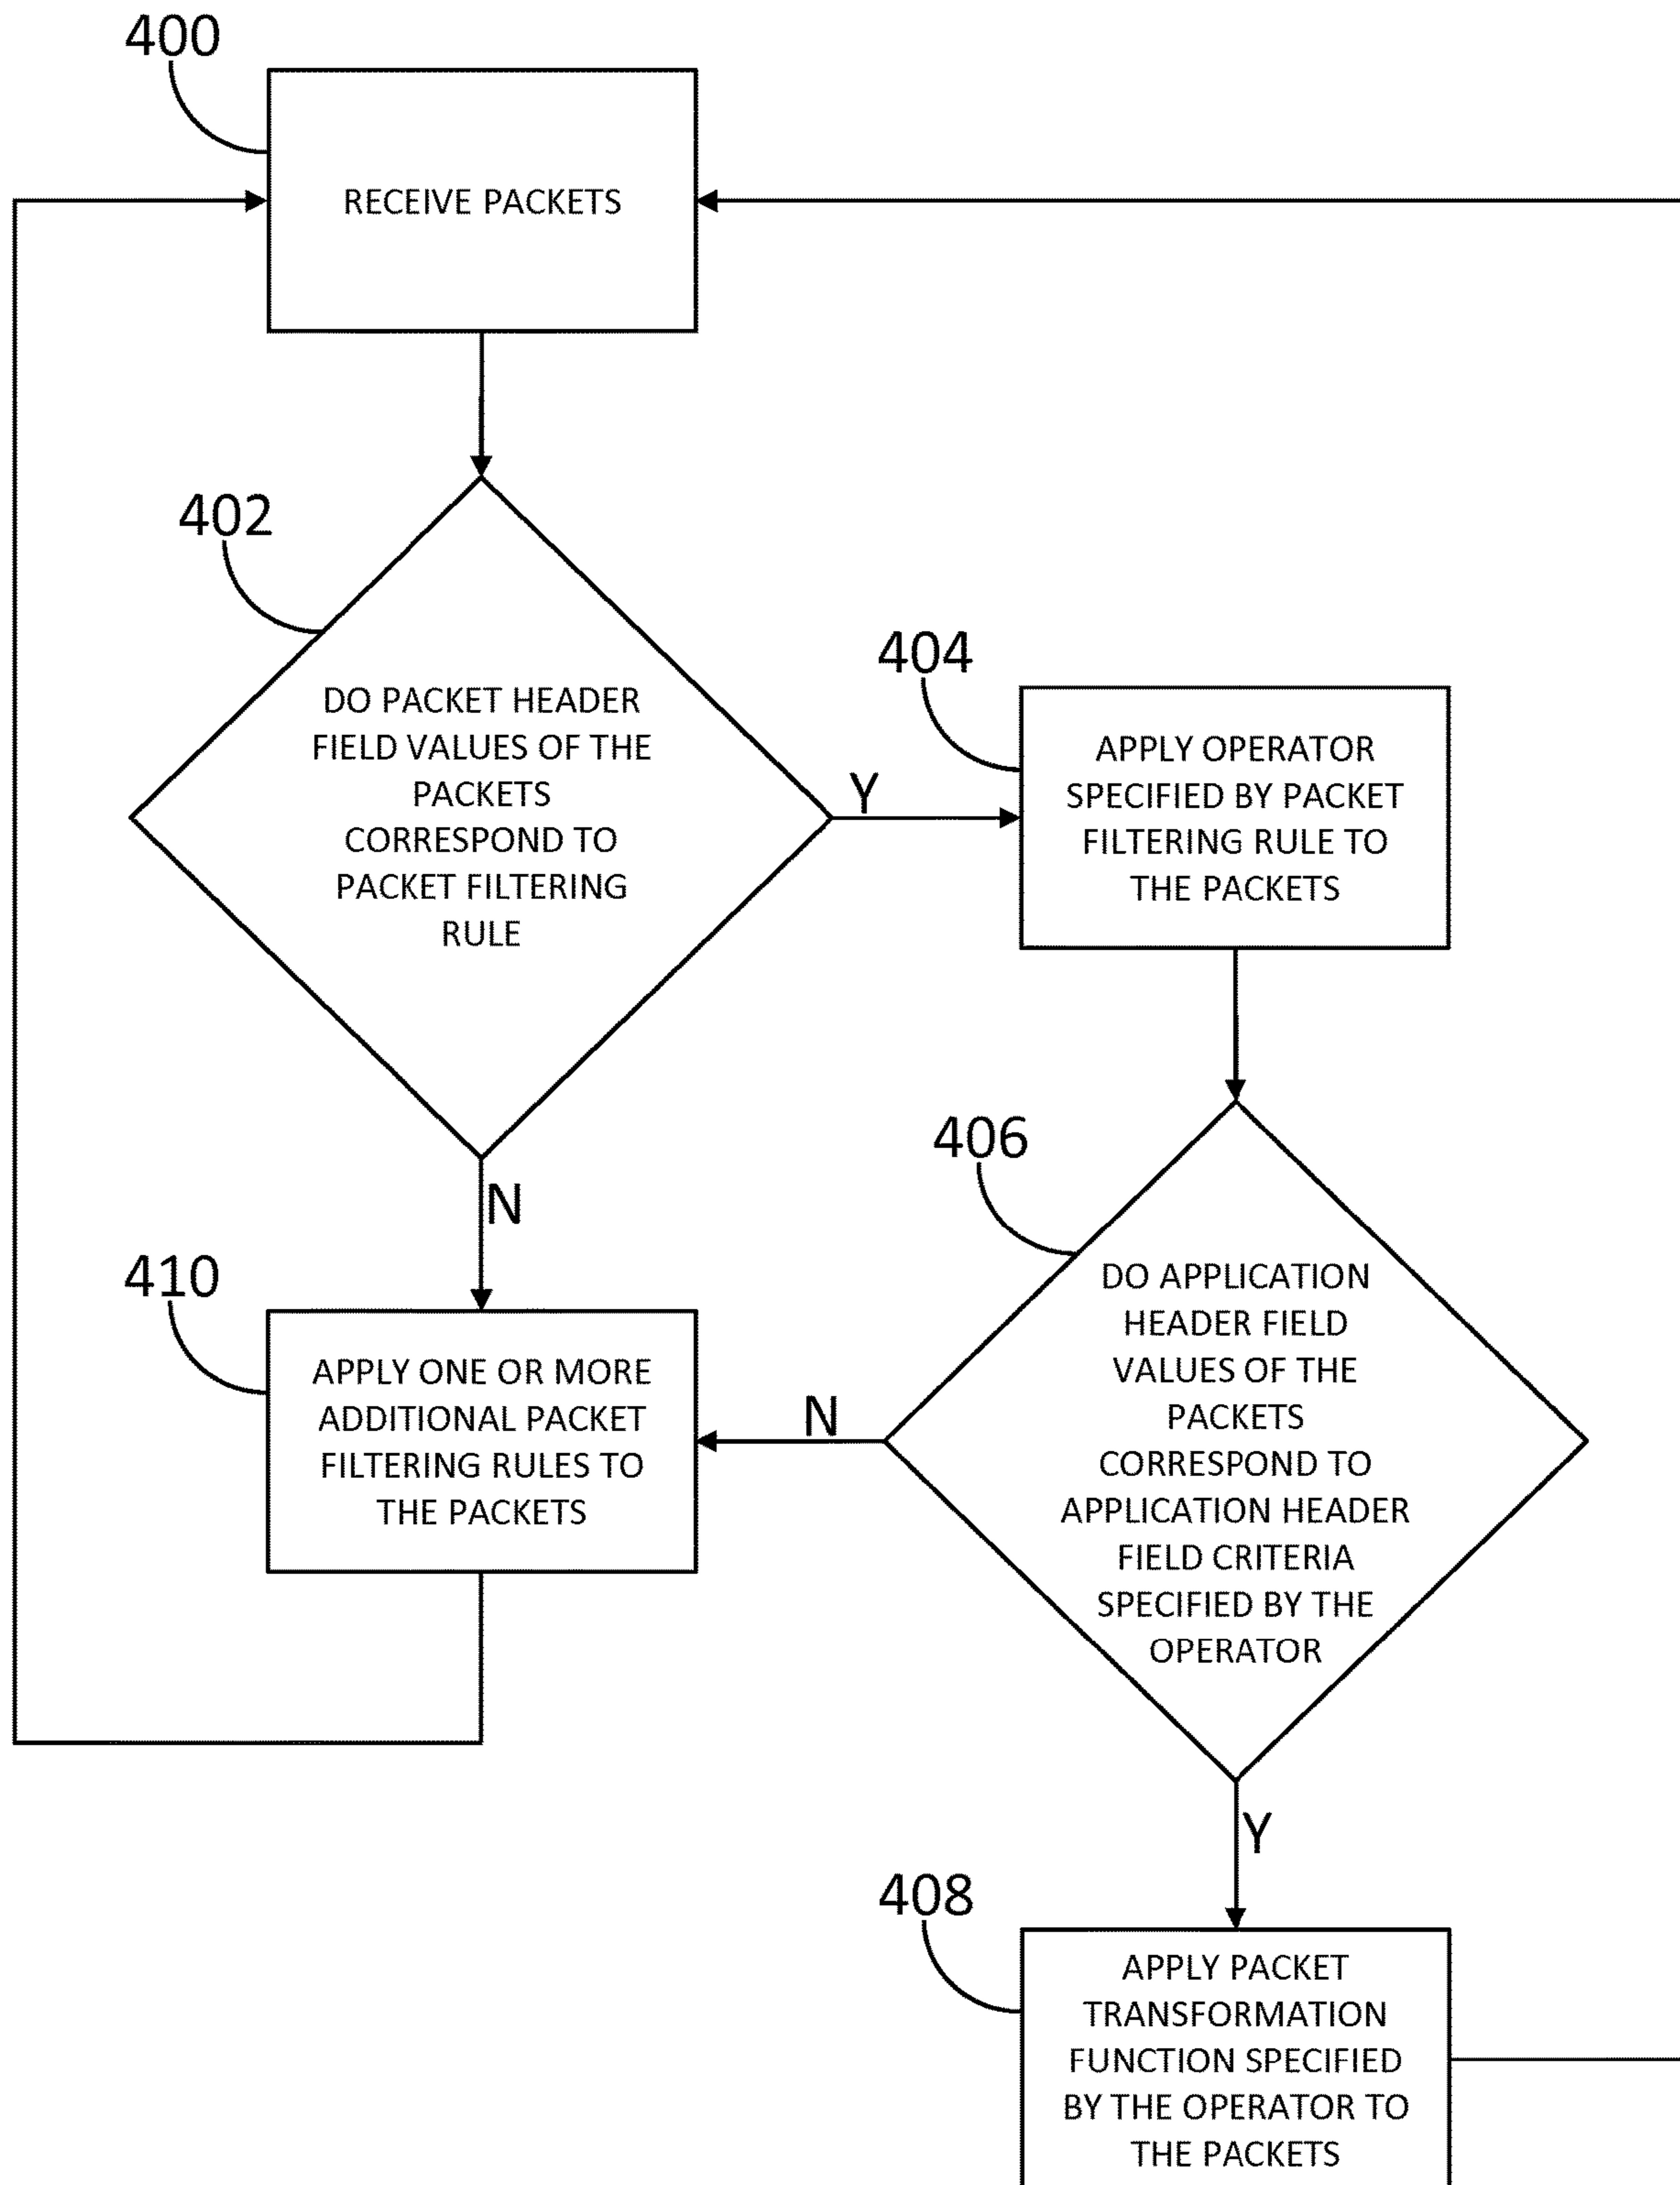 400
RECEIVE PACKETS
402
DO PACKET HEADER
FIELD VALUES OF THE
PACKETS
CORRESPOND TO
PACKET FILTERING
RULE
Y
404
APPLY OPERATOR
SPECIFIED BY PACKET
FILTERING RULE TO
THE PACKETS
N
406
DO APPLICATION
HEADER FIELD
VALUES OF THE
PACKETS
CORRESPOND TO
APPLICATION HEADER
FIELD CRITERIA
SPECIFIED BY THE
OPERATOR
410
APPLY ONE OR MORE
ADDITIONAL PACKET
FILTERING RULES TO
THE PACKETS
N
Y
408
APPLY PACKET
TRANSFORMATION
FUNCTION SPECIFIED
BY THE OPERATOR TO
THE PACKETS